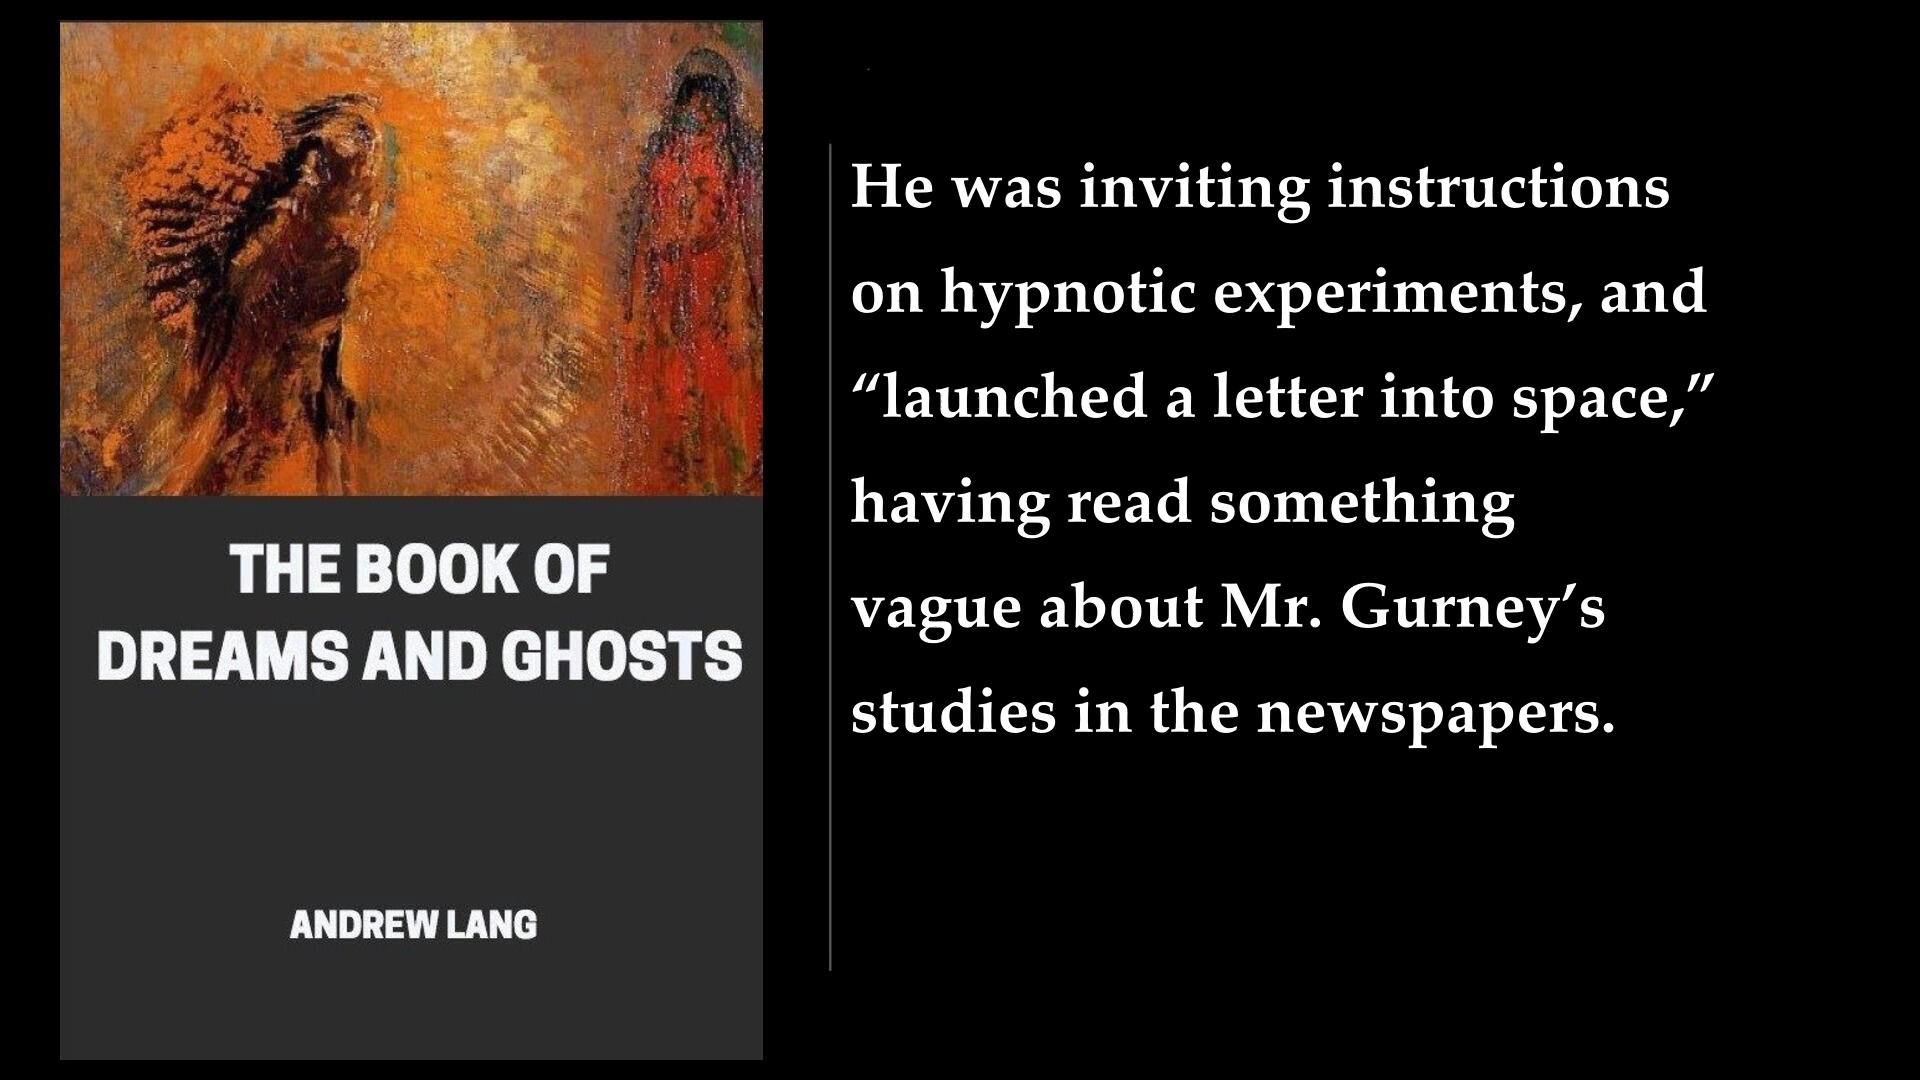 THE BOOK OF
DREAMS AND GHOSTS
ANDREW LANG
He was inviting instructions
on hypnotic experiments, and
“launched a letter into space,”
having read something
vague about Mr. Gurney’s
studies in the newspapers.